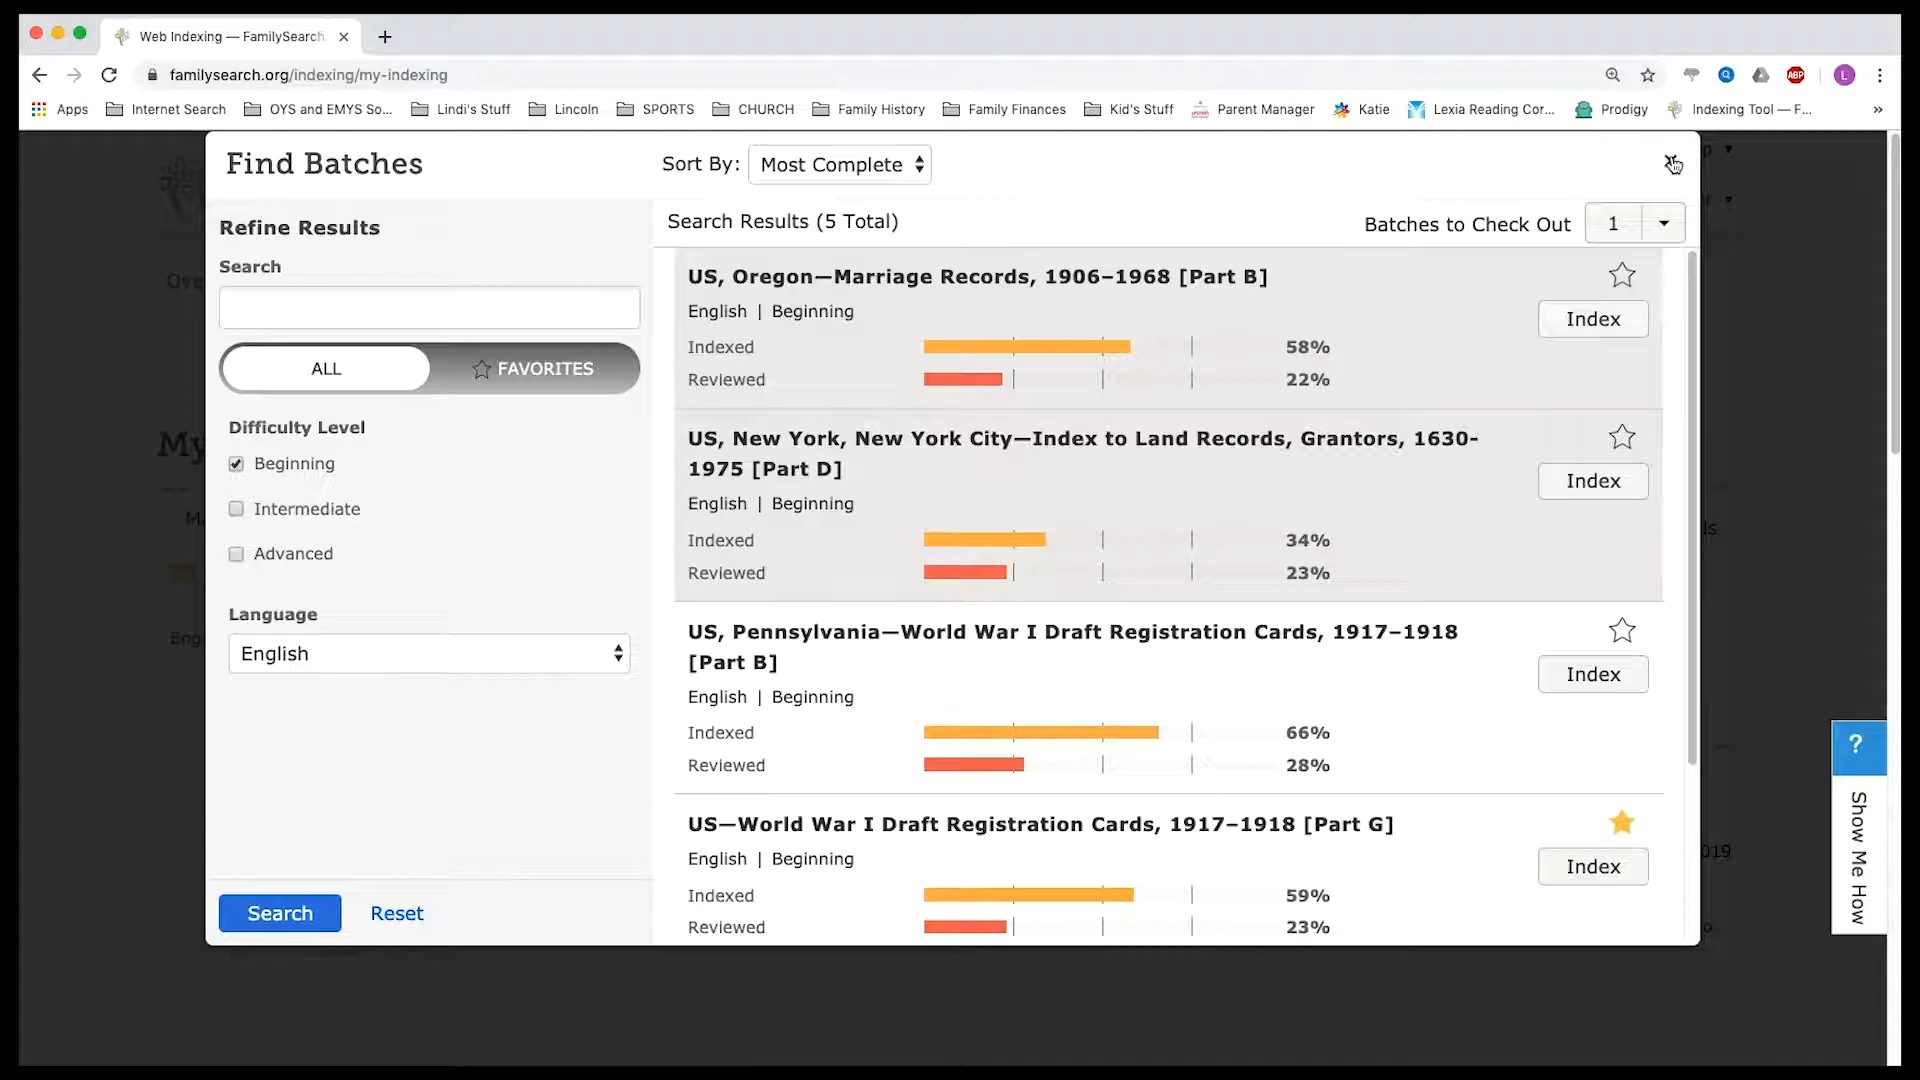 Web Indexing — FamilySearch
familysearch.org/indexing/my-indexing
ABP
L
Apps
Internet Search
OYS and EMYS So...
Lindi's Stuff
Lincoln
SPORTS
CHURCH
Family History
Family Finances
Kid's Stuff
Parent Manager
Katie
Lexia Reading Cor...
Prodigy
Indexing Tool — F...
»
Find Batches
Sort By:
Most Complete
Refine Results
Search
ALL
FAVORITES
Difficulty Level
Beginning
Intermediate
Advanced
Language
English
Search
Reset
Search Results (5 Total)
Batches to Check Out
1
US, Oregon—Marriage Records, 1906–1968 [Part B]
English | Beginning
Index
Indexed
58%
Reviewed
22%
US, New York, New York City—Index to Land Records, Grantors, 1630-
1975 [Part D]
English | Beginning
Index
Indexed
34%
Reviewed
23%
US, Pennsylvania—World War I Draft Registration Cards, 1917–1918
[Part B]
English | Beginning
Index
Indexed
66%
Reviewed
28%
US—World War I Draft Registration Cards, 1917–1918 [Part G]
English | Beginning
Index
Indexed
59%
Reviewed
23%
?
Show Me How
My
Eng